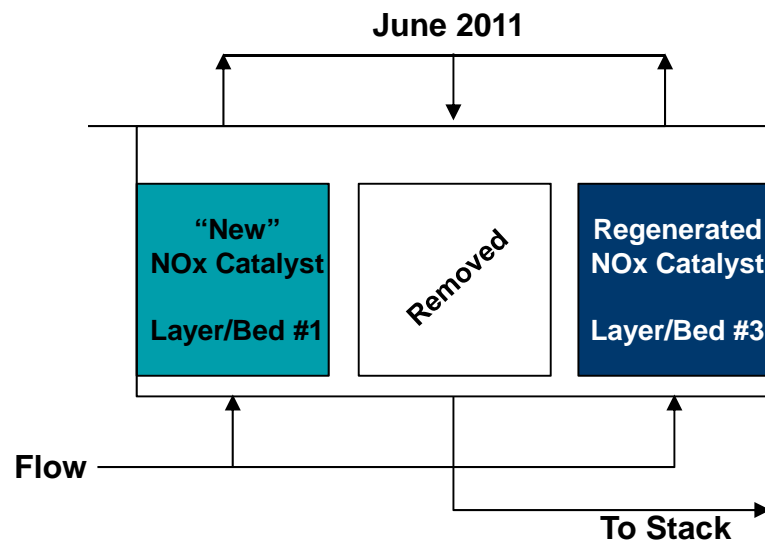 June 2011
“New”
NOx Catalyst
Layer/Bed #1
Removed
Regenerated
NOx Catalyst
Layer/Bed #3
Flow
To Stack